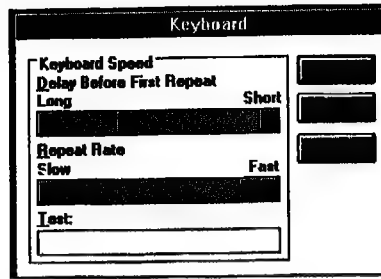 Keyboard
Keyboard Speed
Delay Before First Repeat
Long Short
Repeat Rate
Slow Fast
Test: